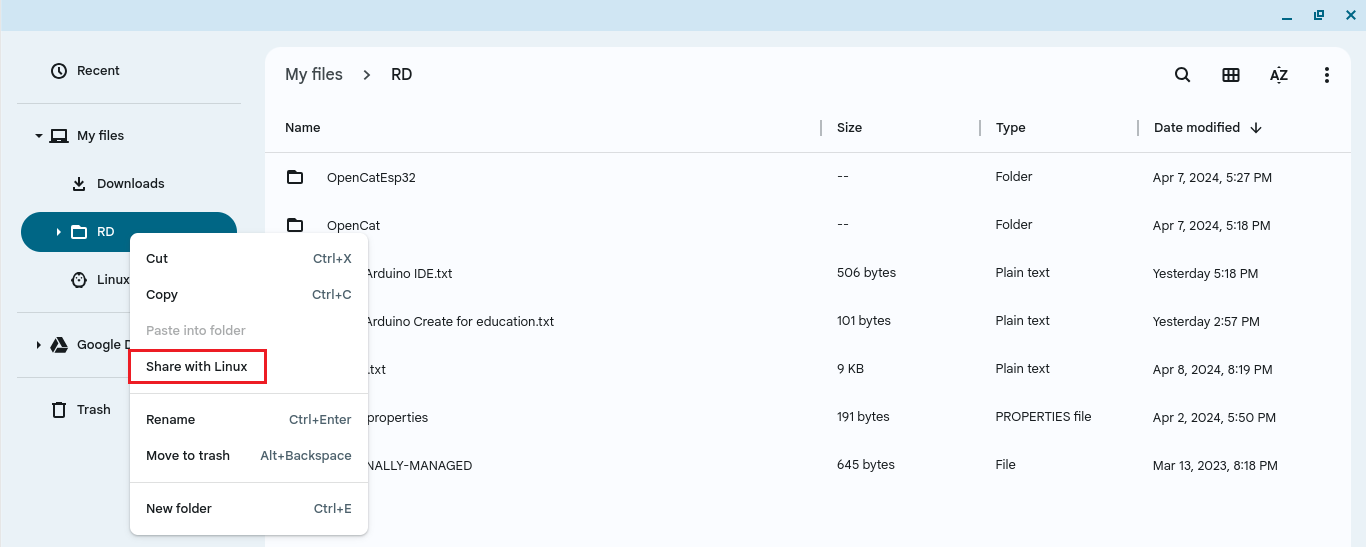 Recent
My files
Downloads
RD
Linux
Google D
Trash
My files > RD
AZ
Name Size Type Date modified
OpenCatEsp32 -- Folder Apr 7, 2024, 5:27 PM
OpenCat -- Folder Apr 7, 2024, 5:18 PM
Arduino IDE.txt 506 bytes Plain text Yesterday 5:18 PM
Arduino Create for education.txt 101 bytes Plain text Yesterday 2:57 PM
.txt 9 KB Plain text Apr 8, 2024, 8:19 PM
properties 191 bytes PROPERTIES file Apr 2, 2024, 5:50 PM
NALLY-MANAGED 645 bytes File Mar 13, 2023, 8:18 PM
Cut Ctrl+X
Copy Ctrl+C
Paste into folder
Share with Linux
Rename Ctrl+Enter
Move to trash Alt+Backspace
New folder Ctrl+E